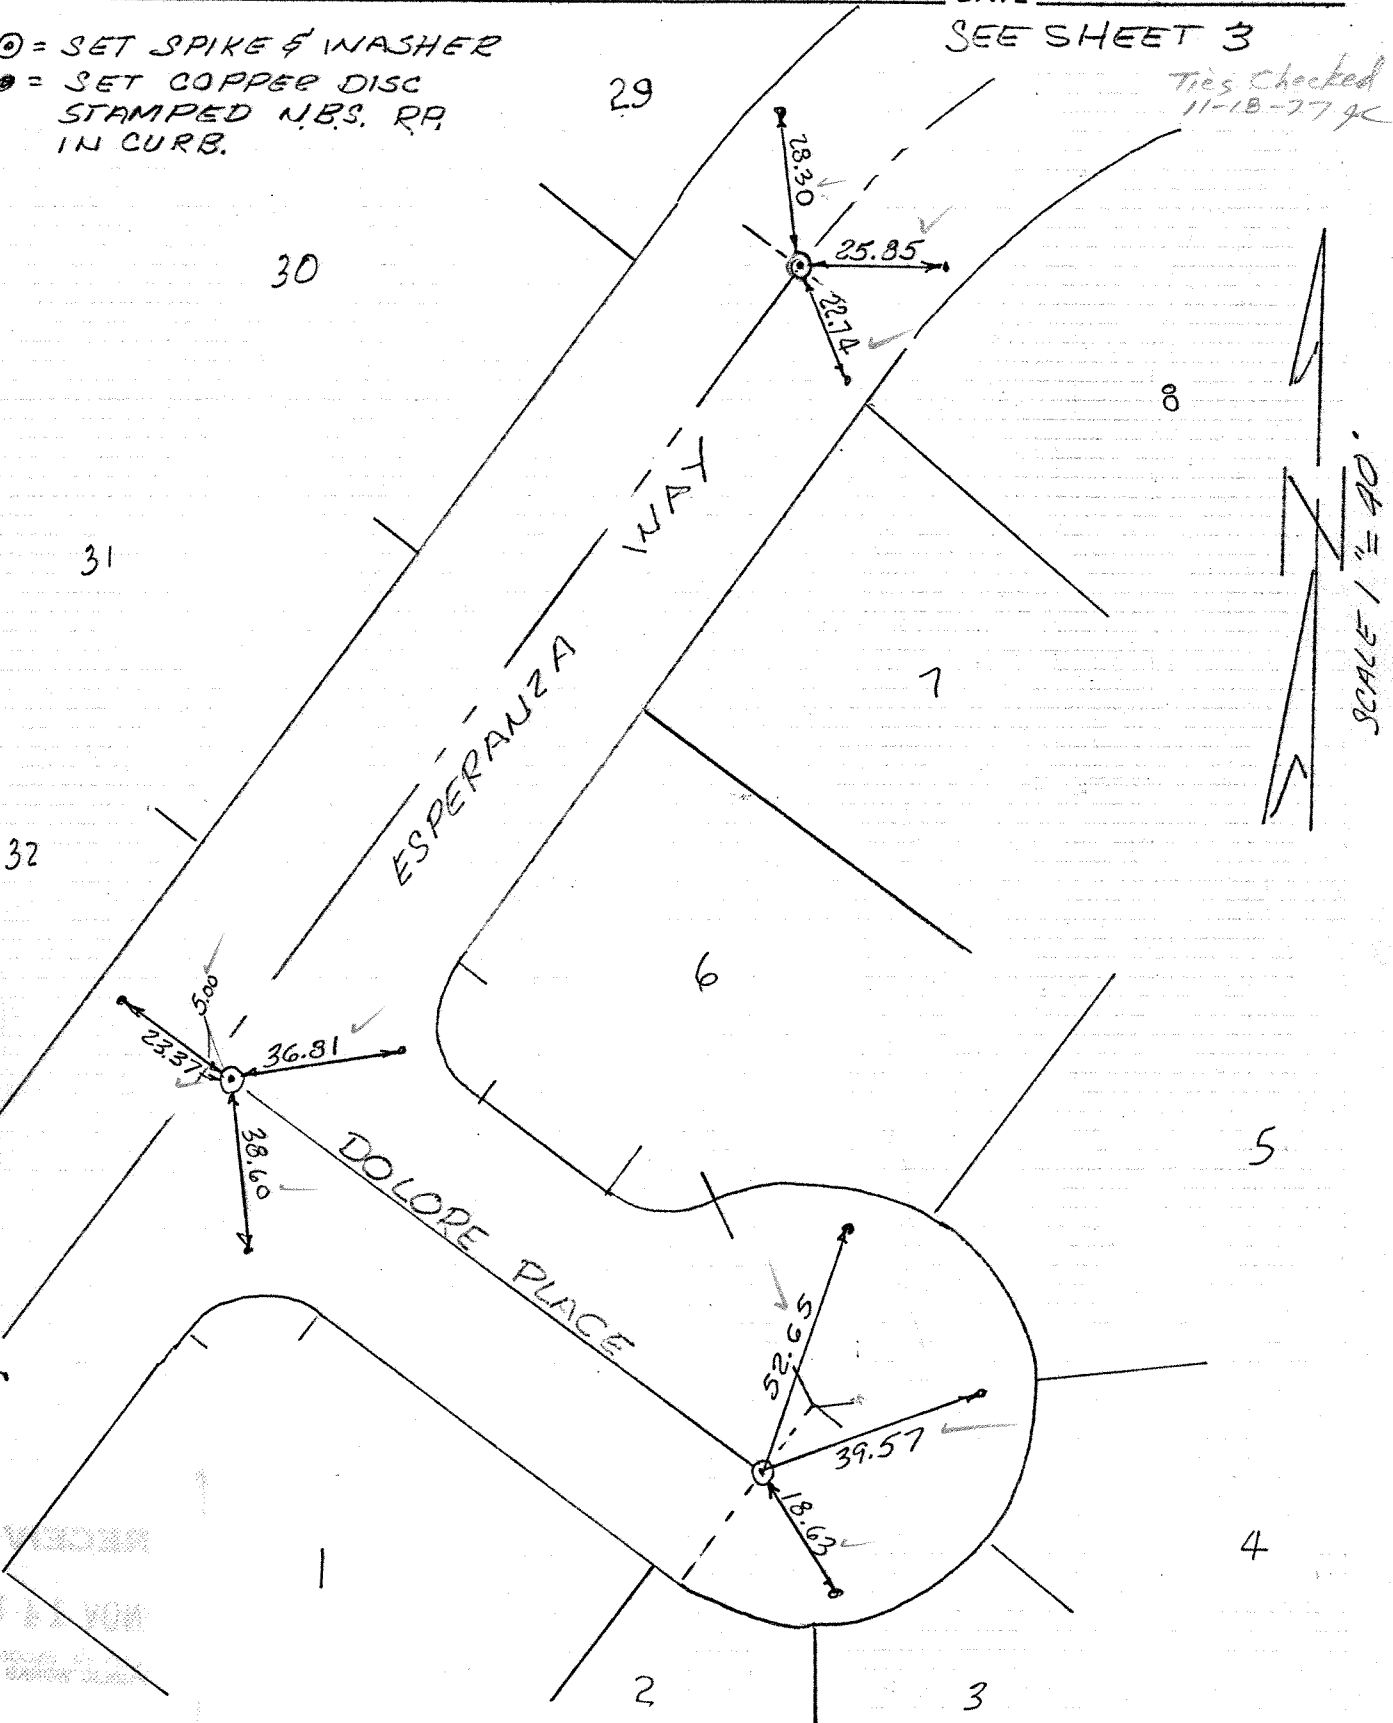 = SET SPIKE & WASHER
= SET COPPER DISC
STAMPED N.B.S. R.P.
IN CURB.
SEE SHEET 3
Ties Checked
11-18-77
29
28.30
25.85
22.74
30
8
SCALE 1" = 40'
N
WAY
31
7
ESPERANZA
32
6
5.00
23.37
36.81
38.60
DOLORE PLACE
5
52.65
39.57
18.63
1
4
2
3
RECEIV
NOV